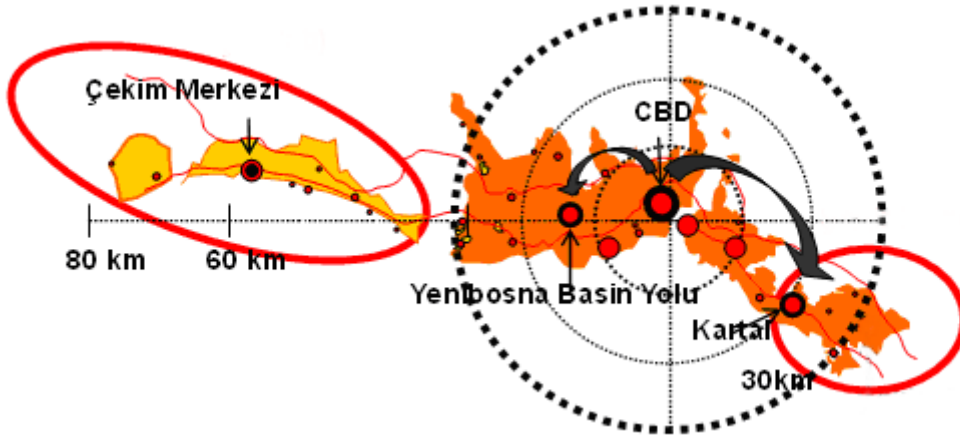 Çekim Merkezi
CBD
80 km
60 km
Yenibosna Basin Yolu
Kartal
30km